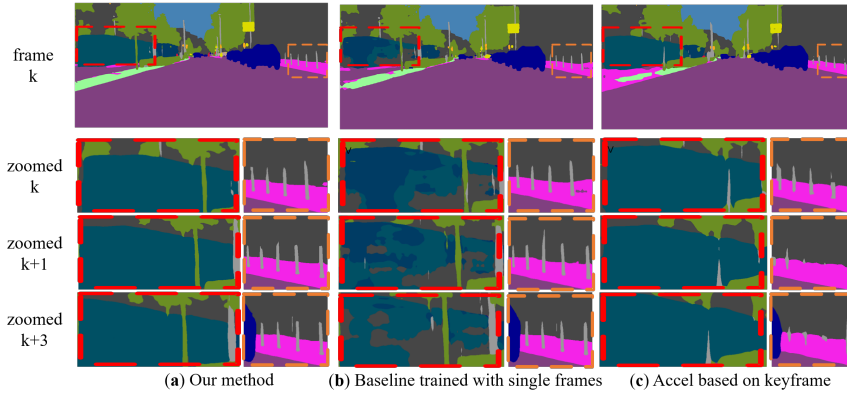 frame
k
zoomed
k
zoomed
k+1
zoomed
k+3
(a) Our method
(b) Baseline trained with single frames
(c) Accel based on keyframe